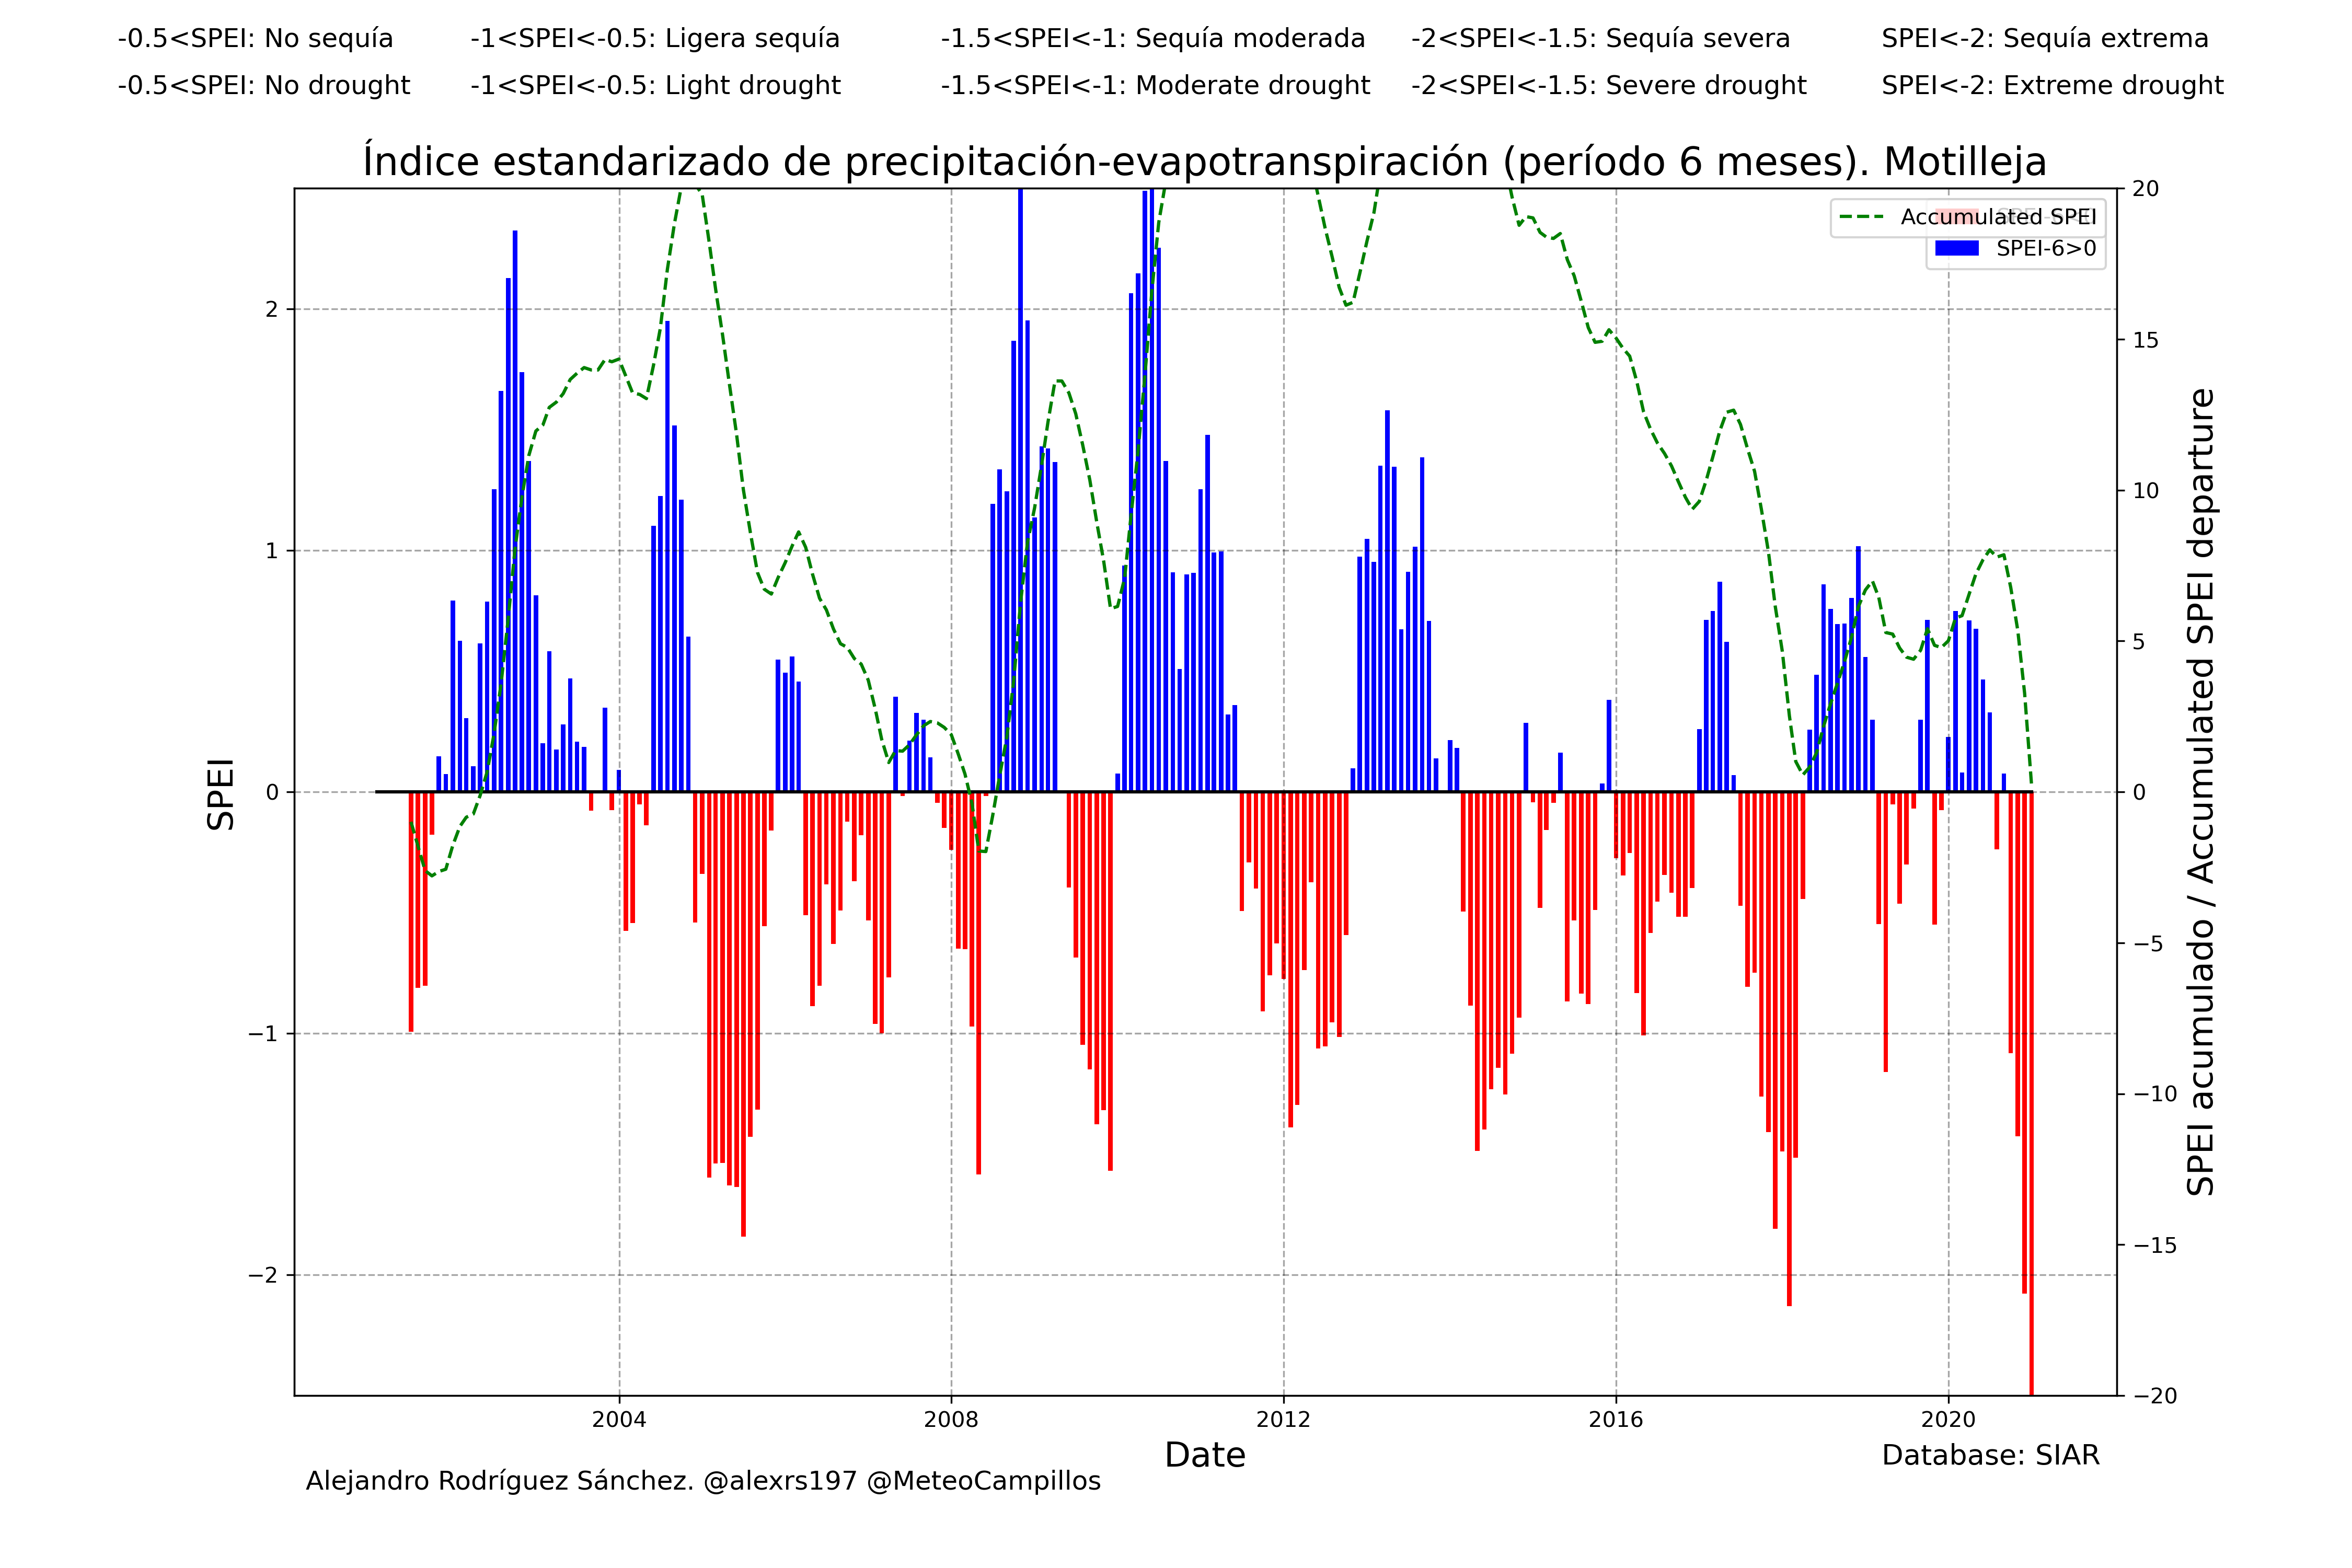 -0.5<SPEI: No sequía -1<SPEI<-0.5: Ligera sequía -1.5<SPEI<-1: Sequía moderada -2<SPEI<-1.5: Sequía severa SPEI<-2: Sequía extrema
-0.5<SPEI: No drought -1<SPEI<-0.5: Light drought -1.5<SPEI<-1: Moderate drought -2<SPEI<-1.5: Severe drought SPEI<-2: Extreme drought
Índice estandarizado de precipitación-evapotranspiración (período 6 meses). Motilleja
Accumulated SPEI
SPEI-6>0
SPEI
2
1
0
−1
−2
20
15
10
5
0
−5
−10
−15
−20
SPEI acumulado / Accumulated SPEI departure
2004 2008 2012 2016 2020
Date
Database: SIAR
Alejandro Rodríguez Sánchez. @alexrs197 @MeteoCampillos